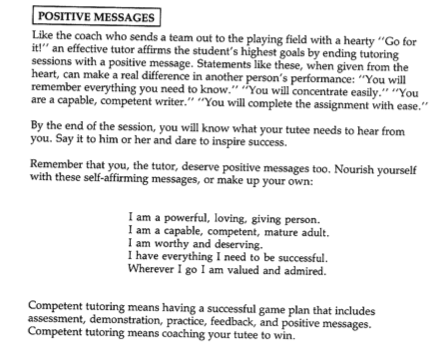 POSITIVE MESSAGES
Like the coach who sends a team out to the playing field with a hearty "Go for
it!" an effective tutor affirms the student's highest goals by ending tutoring
sessions with a positive message. Statements like these, when given from the
heart, can make a real difference in another person's performance: "You will
remember everything you need to know." "You will concentrate easily." "You
are a capable, competent writer." "You will complete the assignment with ease."
By the end of the session, you will know what your tutee needs to hear from
you. Say it to him or her and dare to inspire success.
Remember that you, the tutor, deserve positive messages too. Nourish yourself
with these self-affirming messages, or make up your own:
I am a powerful, loving, giving person.
I am a capable, competent, mature adult.
I am worthy and deserving.
I have everything I need to be successful.
Wherever I go I am valued and admired.
Competent tutoring means having a successful game plan that includes
assessment, demonstration, practice, feedback, and positive messages.
Competent tutoring means coaching your tutee to win.